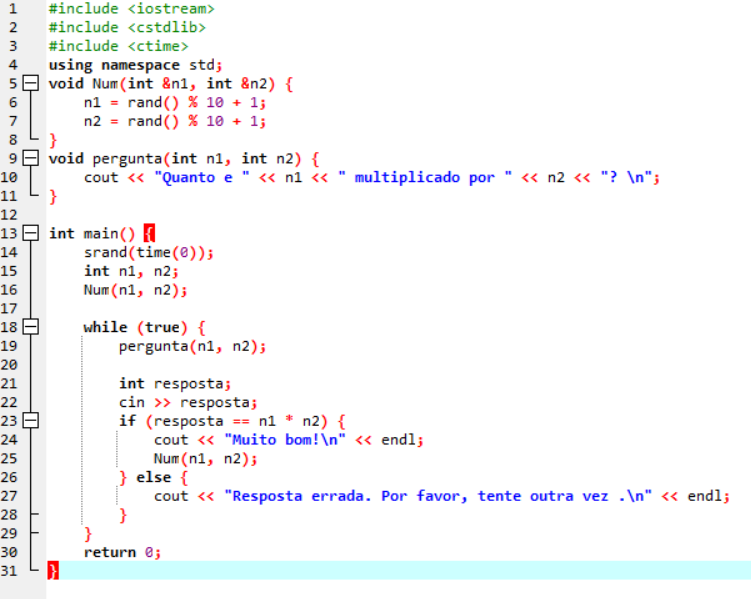 1 #include <iostream>
2 #include <cstdlib>
3 #include <ctime>
4 using namespace std;
5 void Num(int &n1, int &n2) {
6 n1 = rand() % 10 + 1;
7 n2 = rand() % 10 + 1;
8 }
9 void pergunta(int n1, int n2) {
10 cout << "Quanto e " << n1 << " multiplicado por " << n2 << "? \n";
11 }
12
13 int main() {
14 srand(time(0));
15 int n1, n2;
16 Num(n1, n2);
17
18 while (true) {
19 pergunta(n1, n2);
20
21 int resposta;
22 cin >> resposta;
23 if (resposta == n1 * n2) {
24 cout << "Muito bom!\n" << endl;
25 Num(n1, n2);
26 } else {
27 cout << "Resposta errada. Por favor, tente outra vez .\n" << endl;
28 }
29 }
30 return 0;
31 }